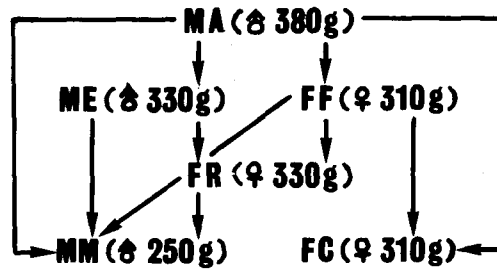 MA (♂ 380g)
ME (♂ 330g) FF (♀ 310g)
FR (♀ 330g)
MM (♂ 250g) FC (♀ 310g)